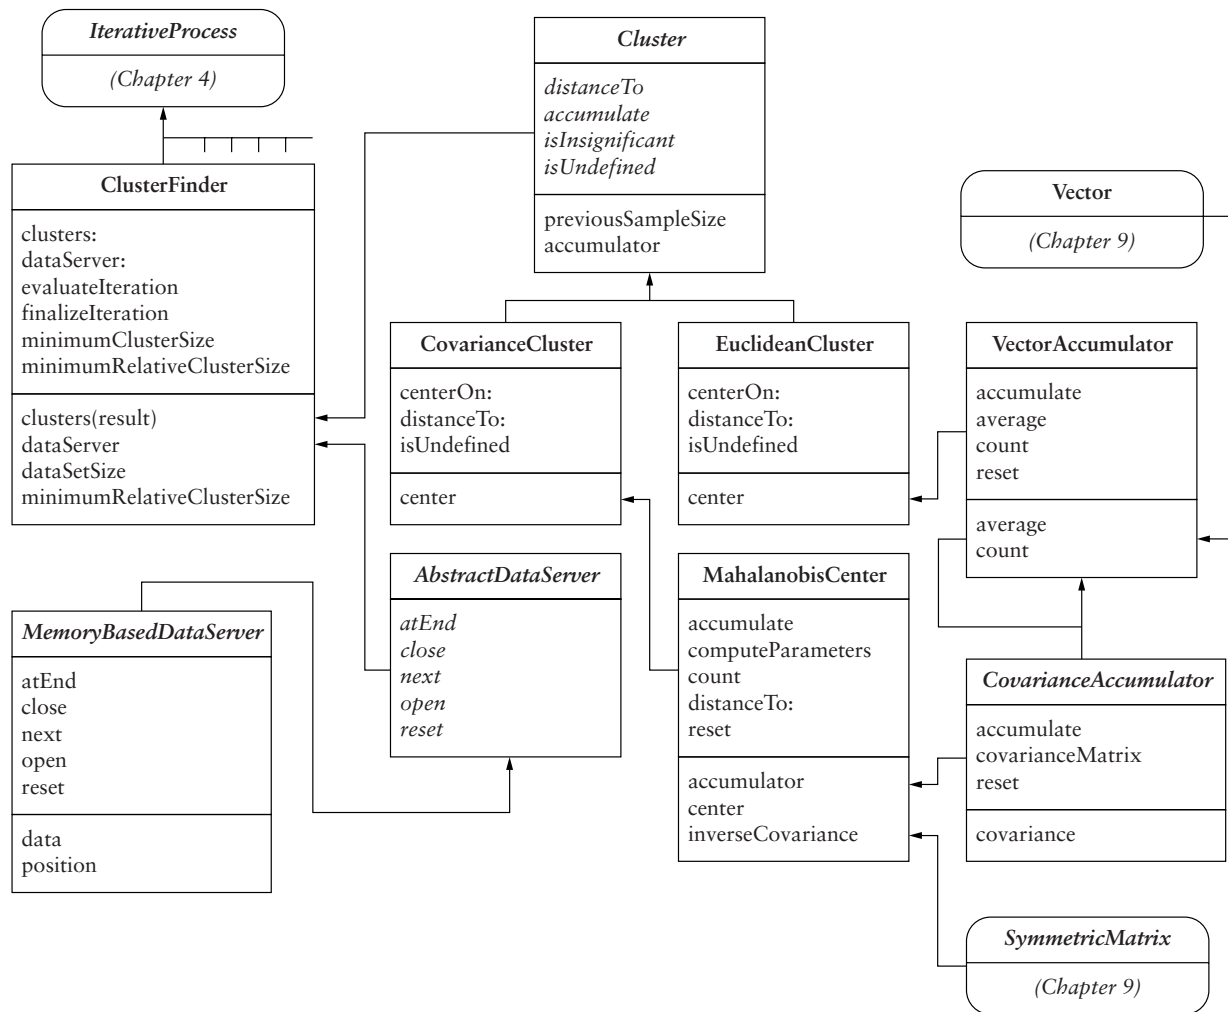 IterativeProcess
(Chapter 4)
Cluster
distanceTo
accumulate
isInsignificant
isUndefined
previousSampleSize
accumulator
ClusterFinder
clusters:
dataServer:
evaluateIteration
finalizeIteration
minimumClusterSize
minimumRelativeClusterSize
clusters(result)
dataServer
dataSetSize
minimumRelativeClusterSize
Vector
(Chapter 9)
CovarianceCluster
centerOn:
distanceTo:
isUndefined
center
EuclideanCluster
centerOn:
distanceTo:
isUndefined
center
VectorAccumulator
accumulate
average
count
reset
average
count
MemoryBasedDataServer
atEnd
close
next
open
reset
data
position
AbstractDataServer
atEnd
close
next
open
reset
MahalanobisCenter
accumulate
computeParameters
count
distanceTo:
reset
accumulator
center
inverseCovariance
CovarianceAccumulator
accumulate
covarianceMatrix
reset
covariance
SymmetricMatrix
(Chapter 9)